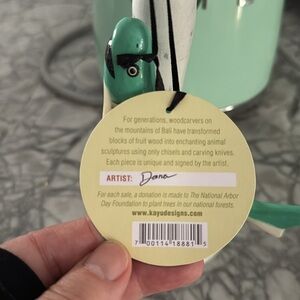 For generations, woodcarvers on
the mountains of Bali have transformed
blocks of fruit wood into enchanting animal
sculptures using only chisels and carving knives.
Each piece is unique and signed by the artist.
ARTIST: Dana
For each sale, a donation is made to The National Arbor
Day Foundation to plant trees in our national forests.
www.kayudesigns.com
7 00114 18881 5